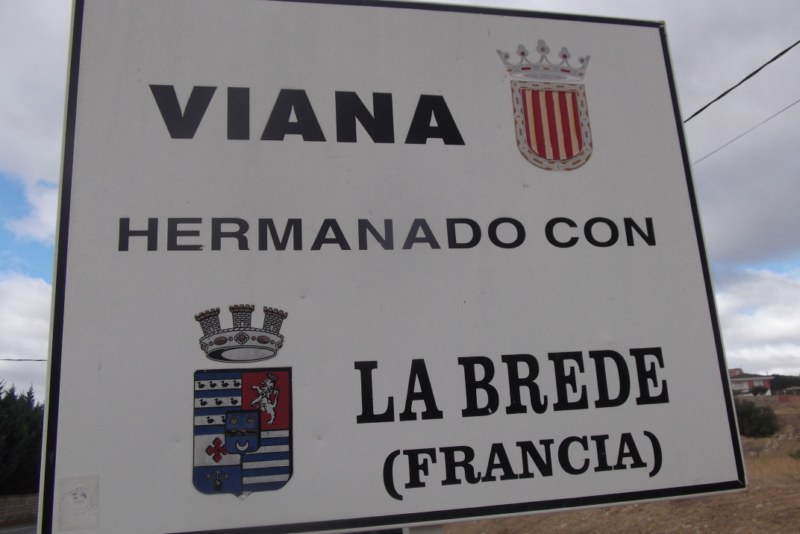 VIANA
HERMANADO CON
LA BREDE
(FRANCIA)